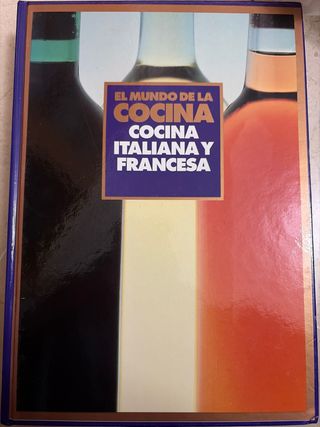 EL MUNDO DE LA
COCINA
COCINA
ITALIANA Y
FRANCESA